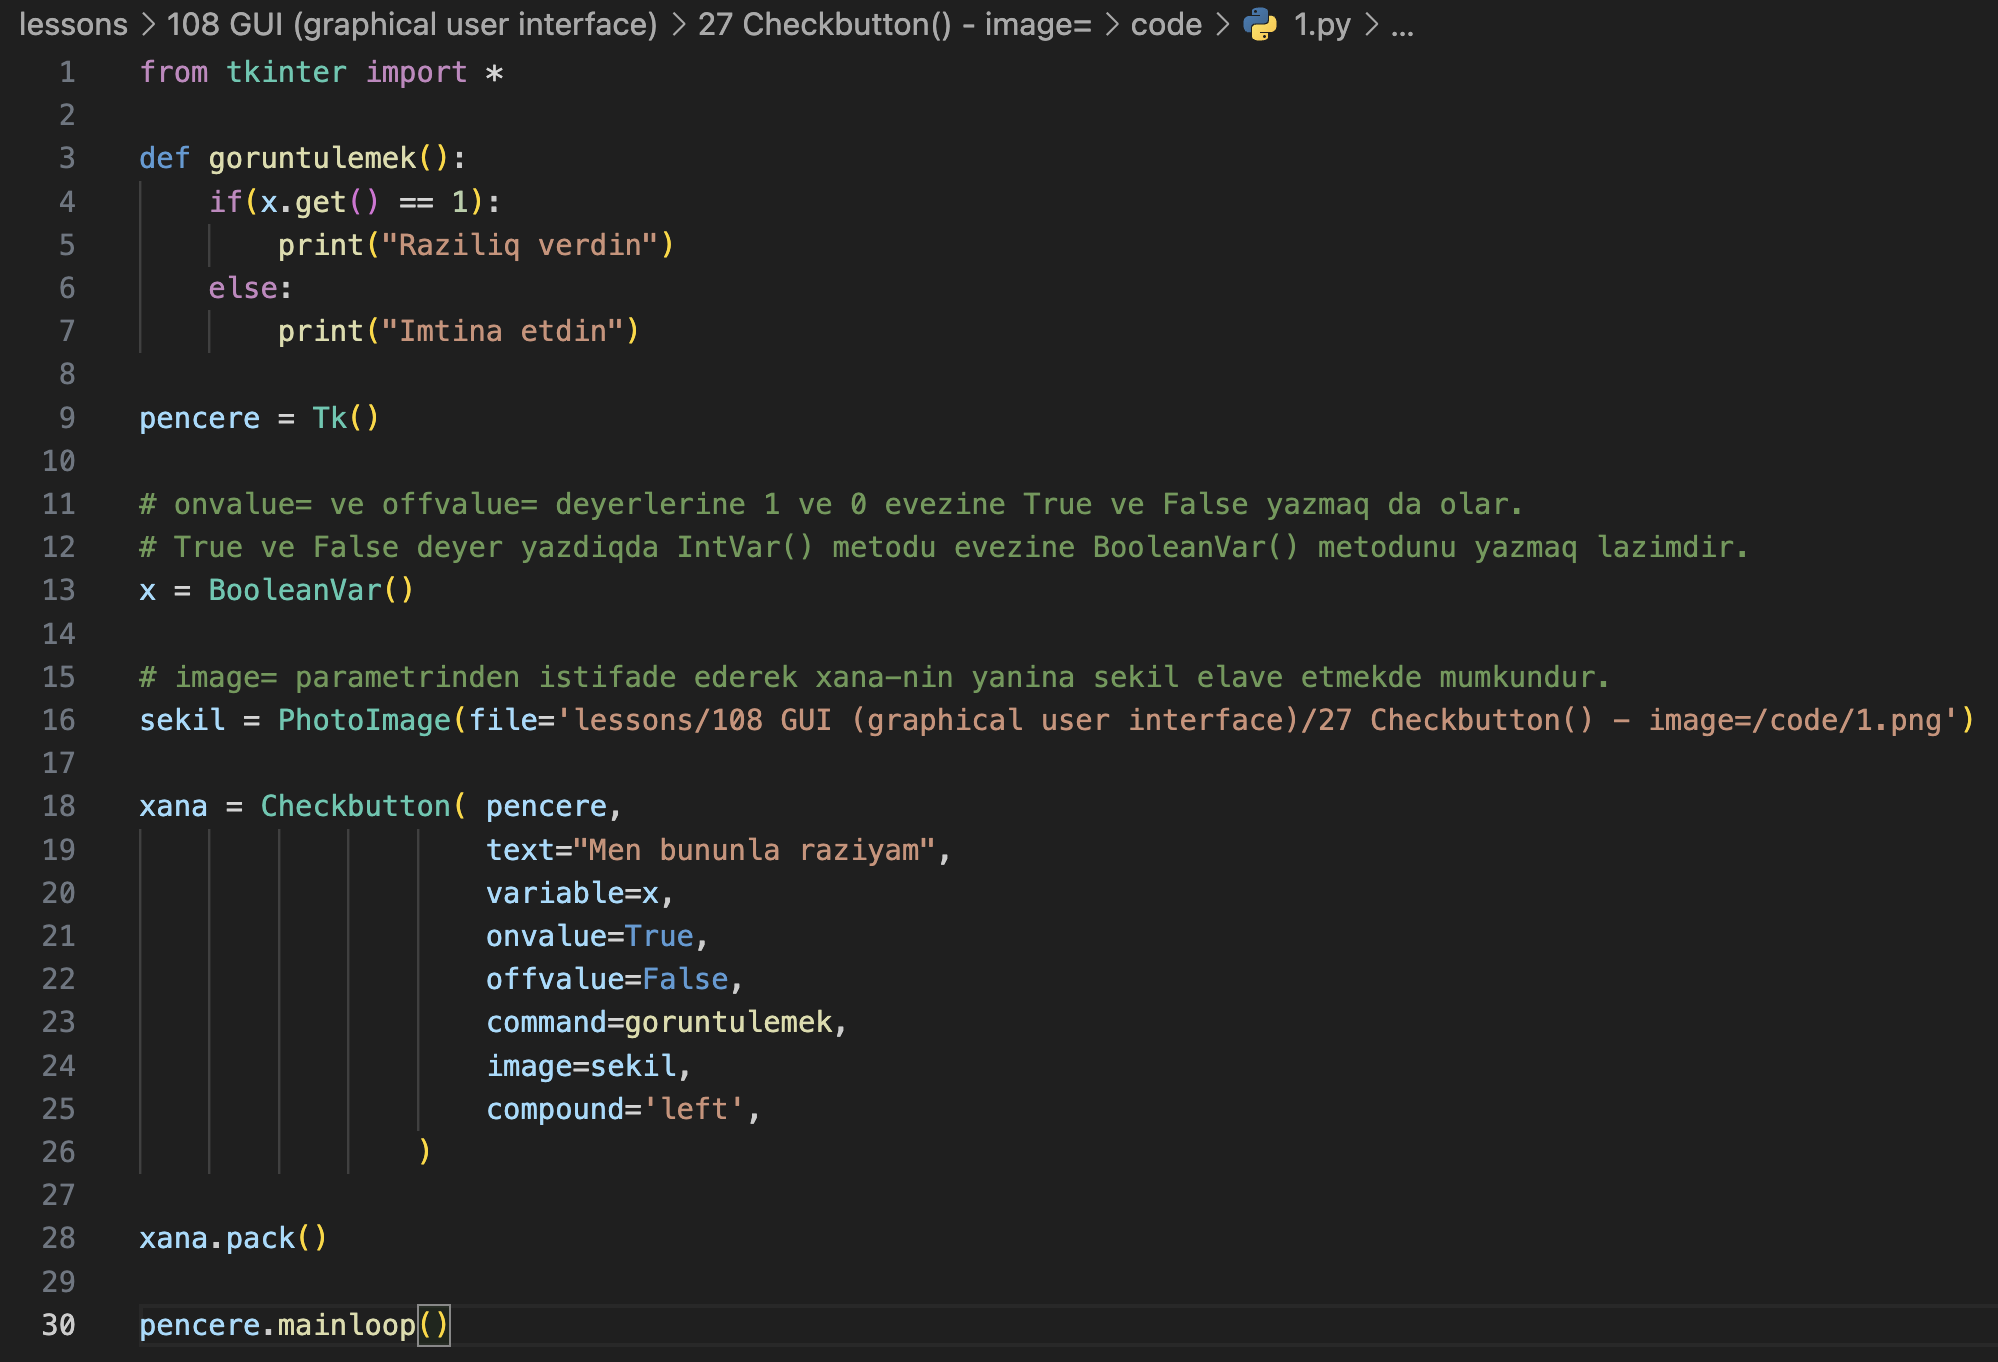 lessons > 108 GUI (graphical user interface) > 27 Checkbutton() - image= > code > 1.py > ...
1 from tkinter import *
2
3 def goruntulemek():
4     if(x.get() == 1):
5         print("Raziliq verdin")
6     else:
7         print("Imtina etdin")
8
9 pencere = Tk()
10
11 # onvalue= ve offvalue= deyerlerine 1 ve 0 evezine True ve False yazmaq da olar.
12 # True ve False deyer yazdiqda IntVar() metodu evezine BooleanVar() metodunu yazmaq lazimdir.
13 x = BooleanVar()
14
15 # image= parametrinden istifade ederek xana-nin yanina sekil elave etmekde mumkundur.
16 sekil = PhotoImage(file='lessons/108 GUI (graphical user interface)/27 Checkbutton() - image=/code/1.png')
17
18 xana = Checkbutton( pencere,
19                     text="Men bununla raziyam",
20                     variable=x,
21                     onvalue=True,
22                     offvalue=False,
23                     command=goruntulemek,
24                     image=sekil,
25                     compound='left',
26                 )
27
28 xana.pack()
29
30 pencere.mainloop()